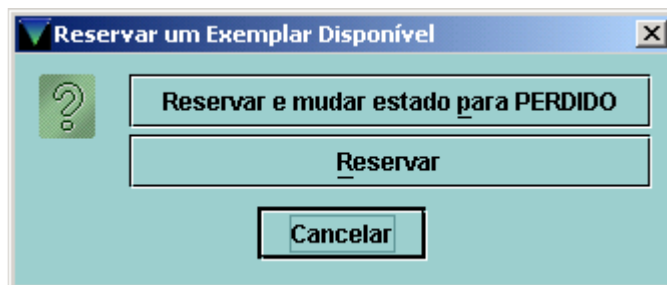 Reservar um Exemplar Disponível
Reservar e mudar estado para PERDIDO
Reservar
Cancelar